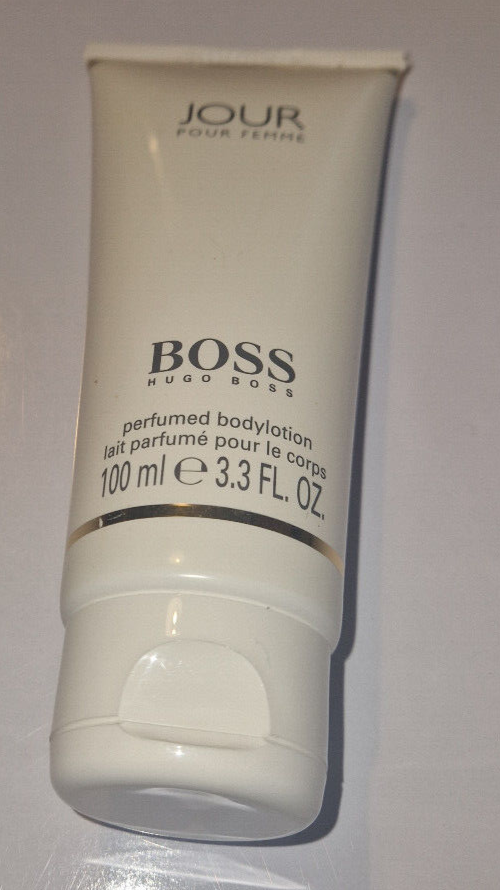 JOUR
POUR FEMME
BOSS
HUGO BOSS
perfumed bodylotion
lait parfumé pour le corps
100 ml ℮ 3.3 FL. OZ.